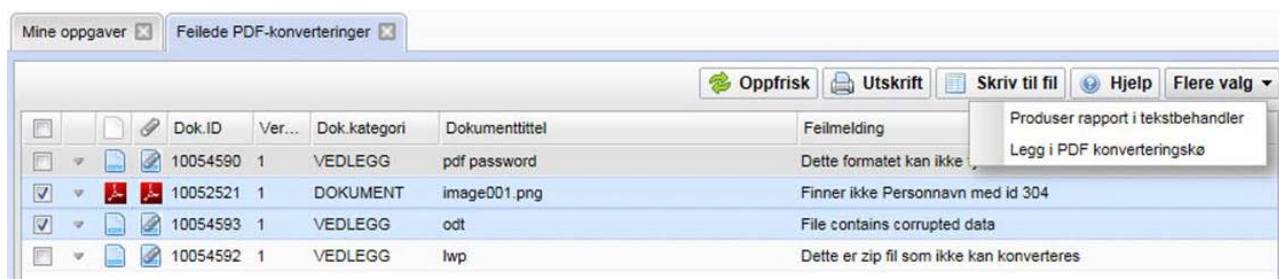 Mine oppgaver Feilede PDF-konverteringer
Oppfrisk Utskrift Skriv til fil Hjelp Flere valg
Produser rapport i tekstbehandler
Legg i PDF konverteringskø
Dok.ID Ver... Dok.kategori Dokumenttittel Feilmelding
10054590 1 VEDLEGG pdf password Dette formatet kan ikke
10052521 1 DOKUMENT image001.png Finner ikke Personnavn med id 304
10054593 1 VEDLEGG odt File contains corrupted data
10054592 1 VEDLEGG lwp Dette er zip fil som ikke kan konverteres